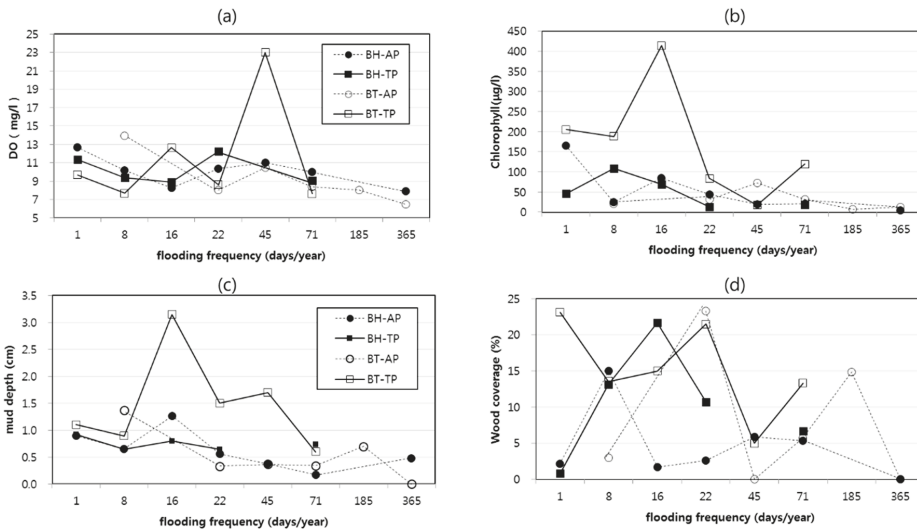 (a)
DO ( mg/l )
23
21
19
17
15
13
11
9
7
5
BH-AP
BH-TP
BT-AP
BT-TP
1 8 16 22 45 71 185 365
flooding frequency (days/year)
(b)
Chlorophyll(µg/l)
450
400
350
300
250
200
150
100
50
0
1 8 16 22 45 71 185 365
flooding frequency (days/year)
(c)
mud depth (cm)
3.5
3.0
2.5
2.0
1.5
1.0
0.5
0.0
BH-AP
BH-TP
BT-AP
BT-TP
1 8 16 22 45 71 185 365
flooding frequency (days/year)
(d)
Wood coverage (%)
25
20
15
10
5
0
1 8 16 22 45 71 185 365
flooding frequency (days/year)